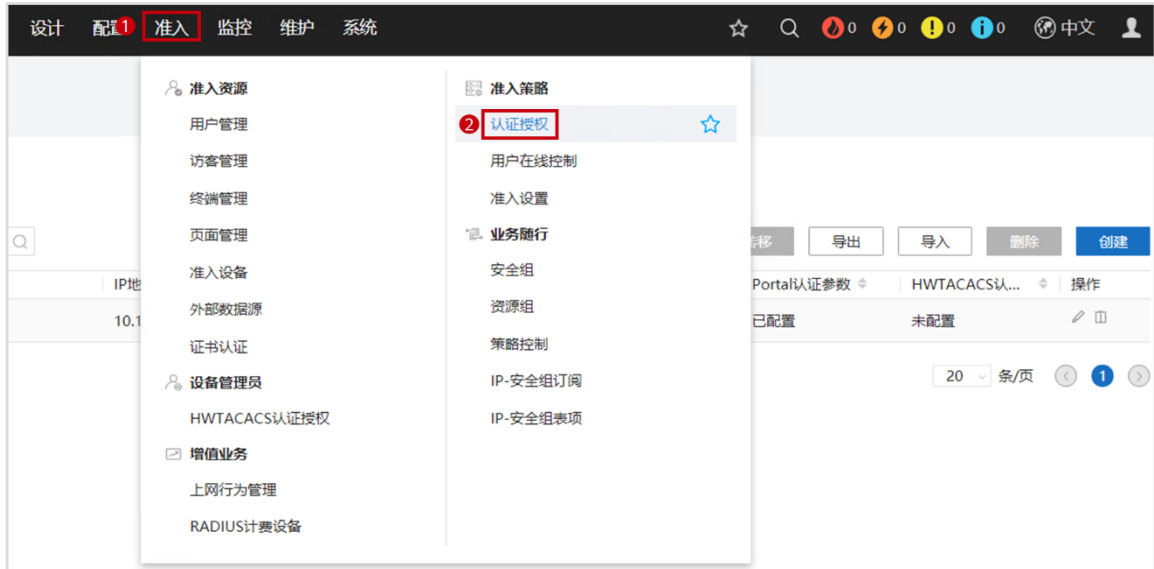 设计 配置 1 准入 监控 维护 系统 0 0 0 0 中文
准入资源
用户管理
访客管理
终端管理
页面管理
准入设备
外部数据源
证书认证
设备管理员
HWTACACS认证授权
增值业务
上网行为管理
RADIUS计费设备
准入策略
2 认证授权
用户在线控制
准入设置
业务随行
安全组
资源组
策略控制
IP-安全组订阅
IP-安全组表项
移 导出 导入 删除 创建
IP地 Portal认证参数 HWTACACS认... 操作
10.1 已配置 未配置
20 条/页 1